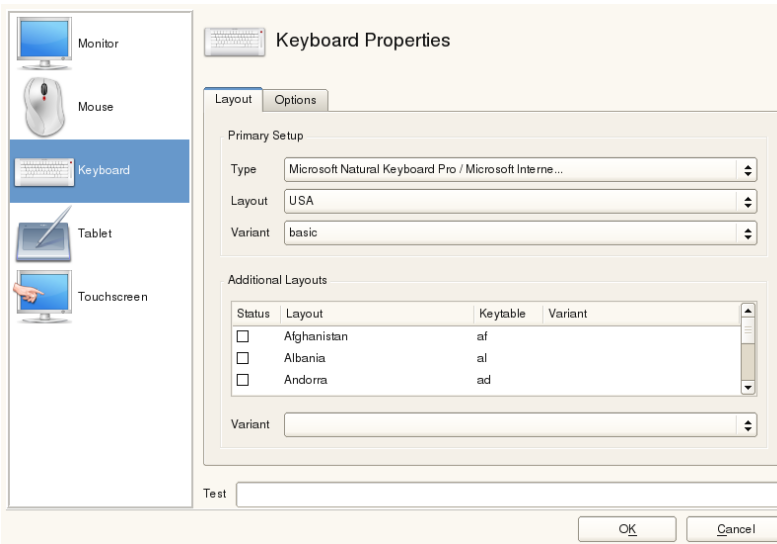 Monitor
Mouse
Keyboard
Tablet
Touchscreen
Keyboard Properties
Layout Options
Primary Setup
Type Microsoft Natural Keyboard Pro / Microsoft Interne...
Layout USA
Variant basic
Additional Layouts
Status Layout Keytable Variant
Afghanistan af
Albania al
Andorra ad
Variant
Test
OK Cancel